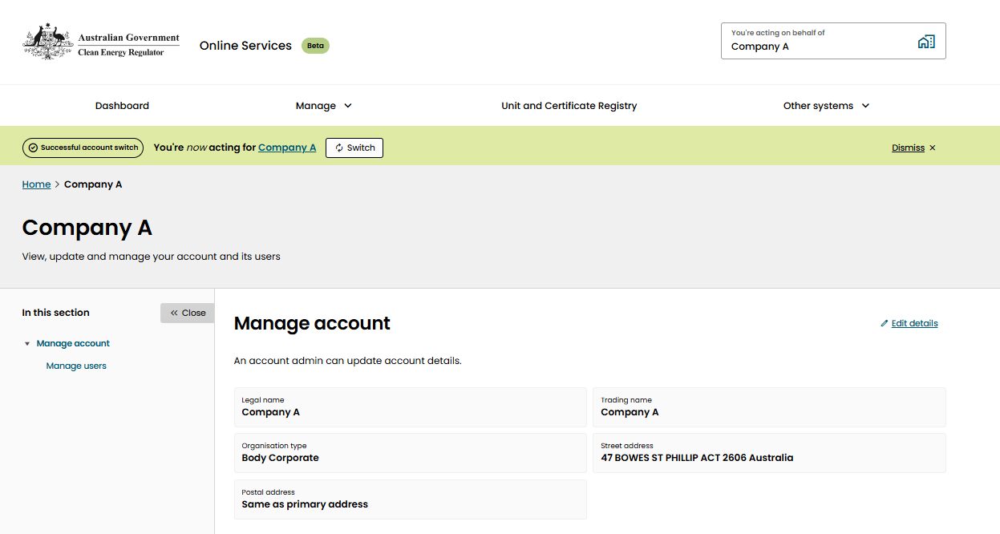 Australian Government
Clean Energy Regulator
Online Services
Beta
You're acting on behalf of
Company A
Dashboard
Manage
Unit and Certificate Registry
Other systems
Successful account switch
You're now acting for Company A
Switch
Dismiss
Home > Company A
Company A
View, update and manage your account and its users
In this section
Close
Manage account
Manage users
Manage account
Edit details
An account admin can update account details.
Legal name
Company A
Trading name
Company A
Organisation type
Body Corporate
Street address
47 BOWES ST PHILLIP ACT 2606 Australia
Postal address
Same as primary address